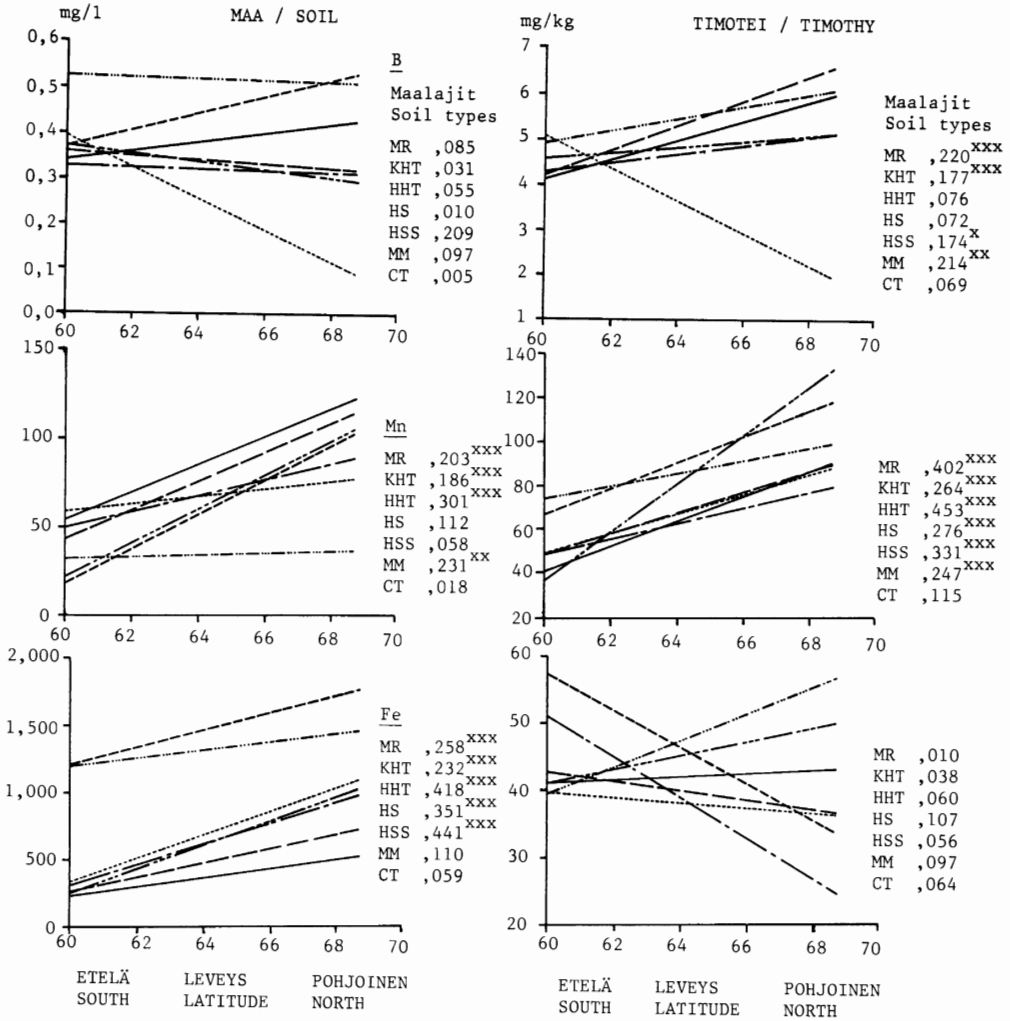 mg/l MAA / SOIL
0,6
0,5
0,4
0,3
0,2
0,1
0,0
60 62 64 66 68 70
B
Maalajit
Soil types
MR ,085
KHT ,031
HHT ,055
HS ,010
HSS ,209
MM ,097
CT ,005
mg/kg TIMOTEI / TIMOTHY
7
6
5
4
3
2
1
60 62 64 66 68 70
Maalajit
Soil types
MR ,220xxx
KHT ,177xxx
HHT ,076
HS ,072
HSS ,174x
MM ,214xx
CT ,069
150
100
50
0
60 62 64 66 68 70
Mn
MR ,203xxx
KHT ,186xxx
HHT ,301xxx
HS ,112
HSS ,058
MM ,231xx
CT ,018
140
120
100
80
60
40
20
60 62 64 66 68 70
MR ,402xxx
KHT ,264xxx
HHT ,453xxx
HS ,276xxx
HSS ,331xxx
MM ,247xxx
CT ,115
2,000
1,500
1,000
500
0
60 62 64 66 68 70
Fe
MR ,258xxx
KHT ,232xxx
HHT ,418xxx
HS ,351xxx
HSS ,441xxx
MM ,110
CT ,059
ETELÄ LEVEYS POHJOINEN
SOUTH LATITUDE NORTH
60
50
40
30
20
60 62 64 66 68 70
MR ,010
KHT ,038
HHT ,060
HS ,107
HSS ,056
MM ,097
CT ,064
ETELÄ LEVEYS POHJOINEN
SOUTH LATITUDE NORTH